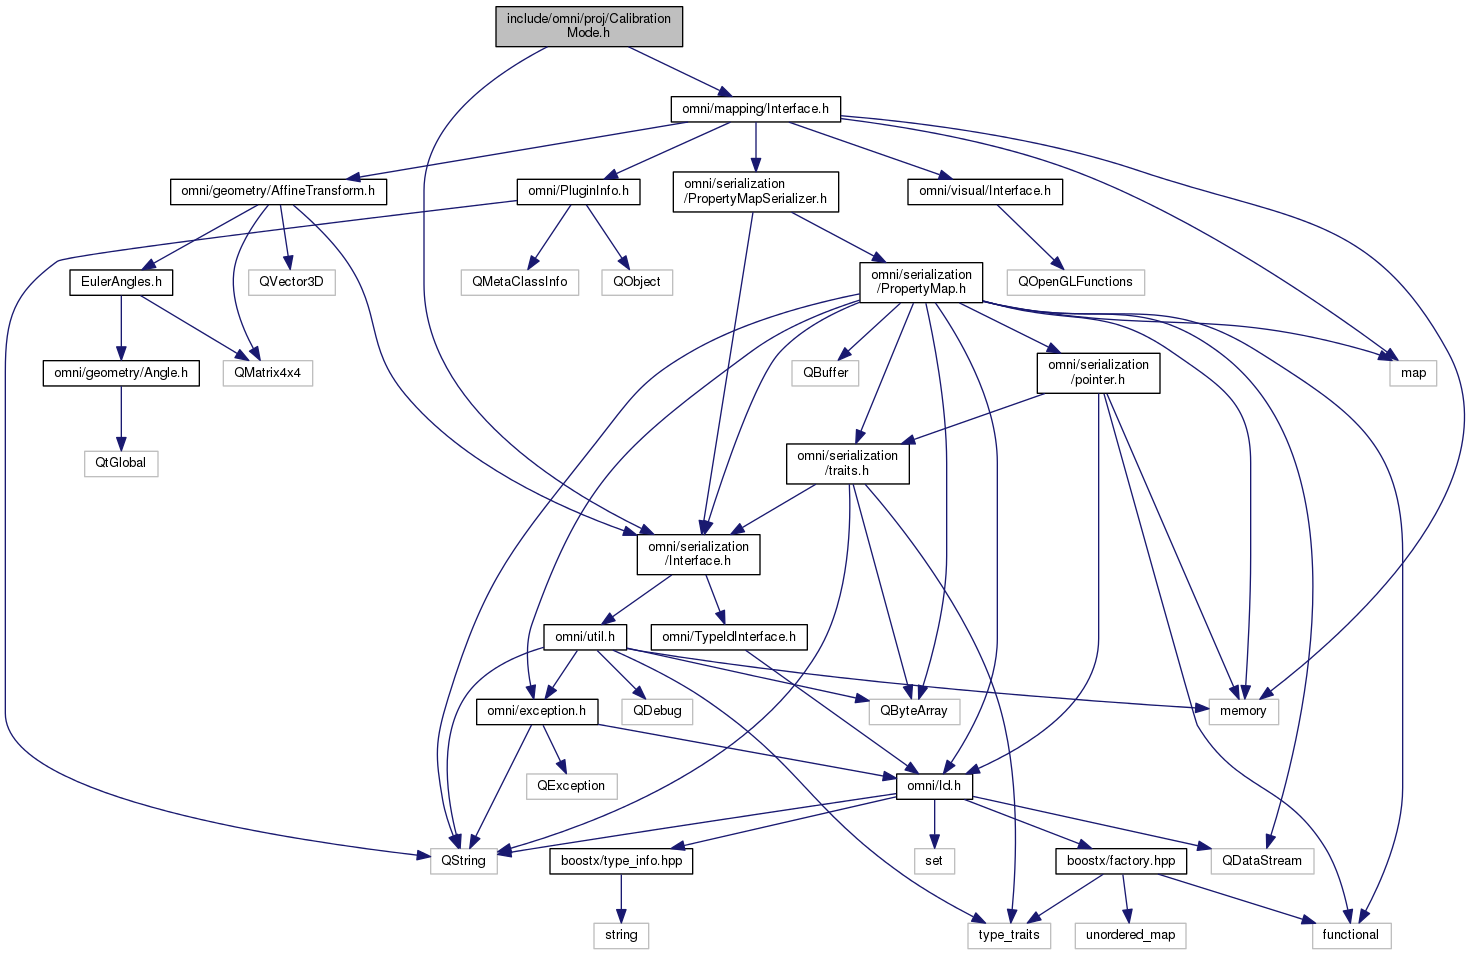 include/omni/proj/Calibration
Mode.h
omni/mapping/Interface.h
omni/geometry/AffineTransform.h
omni/PluginInfo.h
omni/serialization
/PropertyMapSerializer.h
omni/visual/Interface.h
EulerAngles.h
QVector3D
QMetaClassInfo
QObject
omni/serialization
/PropertyMap.h
QOpenGLFunctions
omni/geometry/Angle.h
QMatrix4x4
QBuffer
omni/serialization
/pointer.h
map
QtGlobal
omni/serialization
/traits.h
omni/serialization
/Interface.h
omni/util.h
omni/TypeIdInterface.h
omni/exception.h
QDebug
QByteArray
memory
QException
omni/Id.h
QString
boostx/type_info.hpp
set
boostx/factory.hpp
QDataStream
string
type_traits
unordered_map
functional